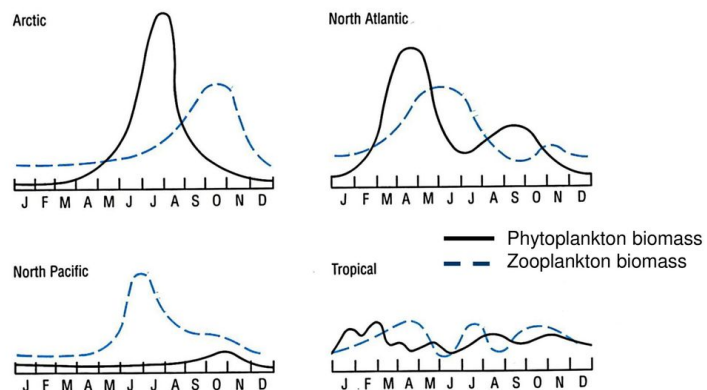 Arctic
J F M A M J J A S O N D
North Atlantic
J F M A M J J A S O N D
Phytoplankton biomass
Zooplankton biomass
North Pacific
J F M A M J J A S O N D
Tropical
J F M A M J J A S O N D